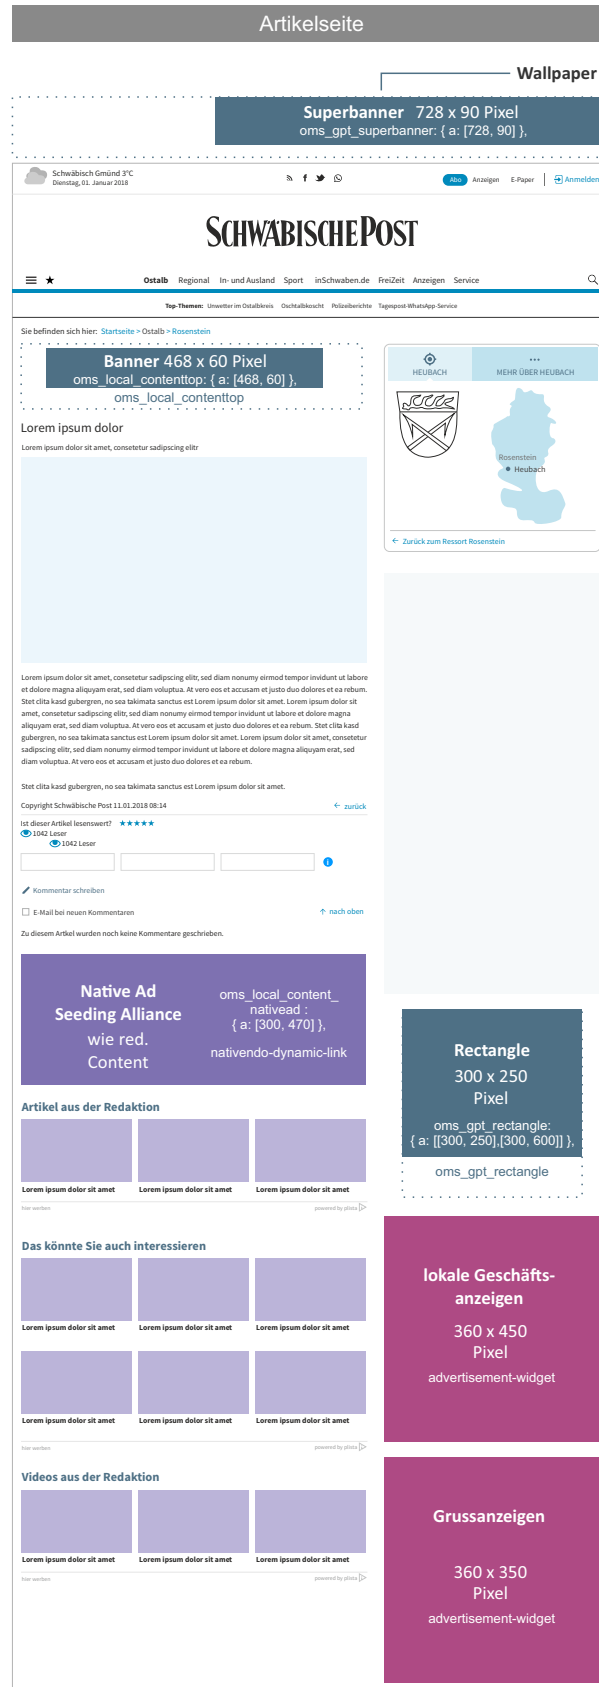 Artikelseite
Wallpaper
Superbanner 728 x 90 Pixel
oms_gpt_superbanner: { a: [728, 90] },
Schwäbisch Gmünd 3°C
Dienstag, 01. Januar 2018
Abo Anzeigen E-Paper Anmelden
SCHWÄBISCHE POST
Ostalb Regional In- und Ausland Sport inSchwaben.de FreiZeit Anzeigen Service
Top-Themen: Unwetter im Ostalbkreis Oschtalbkoscht Polizeiberichte Tagespost-WhatsApp-Service
Sie befinden sich hier: Startseite > Ostalb > Rosenstein
Banner 468 x 60 Pixel
oms_local_contenttop: { a: [468, 60] },
oms_local_contenttop
Lorem ipsum dolor
Lorem ipsum dolor sit amet, consetetur sadipscing elitr
HEUBACH
MEHR ÜBER HEUBACH
Rosenstein
Heubach
← Zurück zum Ressort Rosenstein
Lorem ipsum dolor sit amet, consetetur sadipscing elitr, sed diam nonumy eirmod tempor invidunt ut labore
et dolore magna aliquyam erat, sed diam voluptua. At vero eos et accusam et justo duo dolores et ea rebum.
Stet clita kasd gubergren, no sea takimata sanctus est Lorem ipsum dolor sit amet. Lorem ipsum dolor sit
amet, consetetur sadipscing elitr, sed diam nonumy eirmod tempor invidunt ut labore et dolore magna
aliquyam erat, sed diam voluptua. At vero eos et accusam et justo duo dolores et ea rebum. Stet clita kasd
gubergren, no sea takimata sanctus est Lorem ipsum dolor sit amet. Lorem ipsum dolor sit amet, consetetur
sadipscing elitr, sed diam nonumy eirmod tempor invidunt ut labore et dolore magna aliquyam erat, sed
diam voluptua. At vero eos et accusam et justo duo dolores et ea rebum.
Stet clita kasd gubergren, no sea takimata sanctus est Lorem ipsum dolor sit amet.
Copyright Schwäbische Post 11.01.2018 08:14 ← zurück
Ist dieser Artikel lesenswert? ★★★★★
1042 Leser
1042 Leser
Kommentar schreiben
E-Mail bei neuen Kommentaren ↑ nach oben
Zu diesem Artkel wurden noch keine Kommentare geschrieben.
Native Ad
Seeding Alliance
wie red.
Content
oms_local_content_
nativead :
{ a: [300, 470] },
nativendo-dynamic-link
Rectangle
300 x 250
Pixel
oms_gpt_rectangle:
{ a: [[300, 250],[300, 600]] },
oms_gpt_rectangle
Artikel aus der Redaktion
Lorem ipsum dolor sit amet Lorem ipsum dolor sit amet Lorem ipsum dolor sit amet
hier werben powered by plista
Das könnte Sie auch interessieren
Lorem ipsum dolor sit amet Lorem ipsum dolor sit amet Lorem ipsum dolor sit amet
Lorem ipsum dolor sit amet Lorem ipsum dolor sit amet Lorem ipsum dolor sit amet
hier werben powered by plista
lokale Geschäfts-
anzeigen
360 x 450
Pixel
advertisement-widget
Videos aus der Redaktion
Lorem ipsum dolor sit amet Lorem ipsum dolor sit amet Lorem ipsum dolor sit amet
hier werben powered by plista
Grussanzeigen
360 x 350
Pixel
advertisement-widget